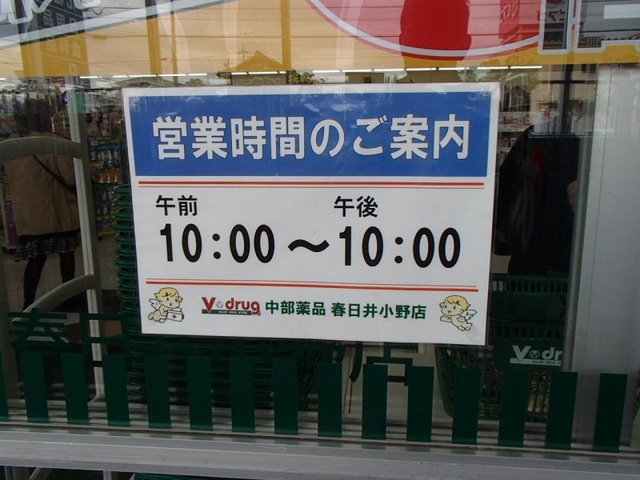 営業時間のご案内
午前 午後
10:00～10:00
V drug 中部薬品 春日井小野店
V drug